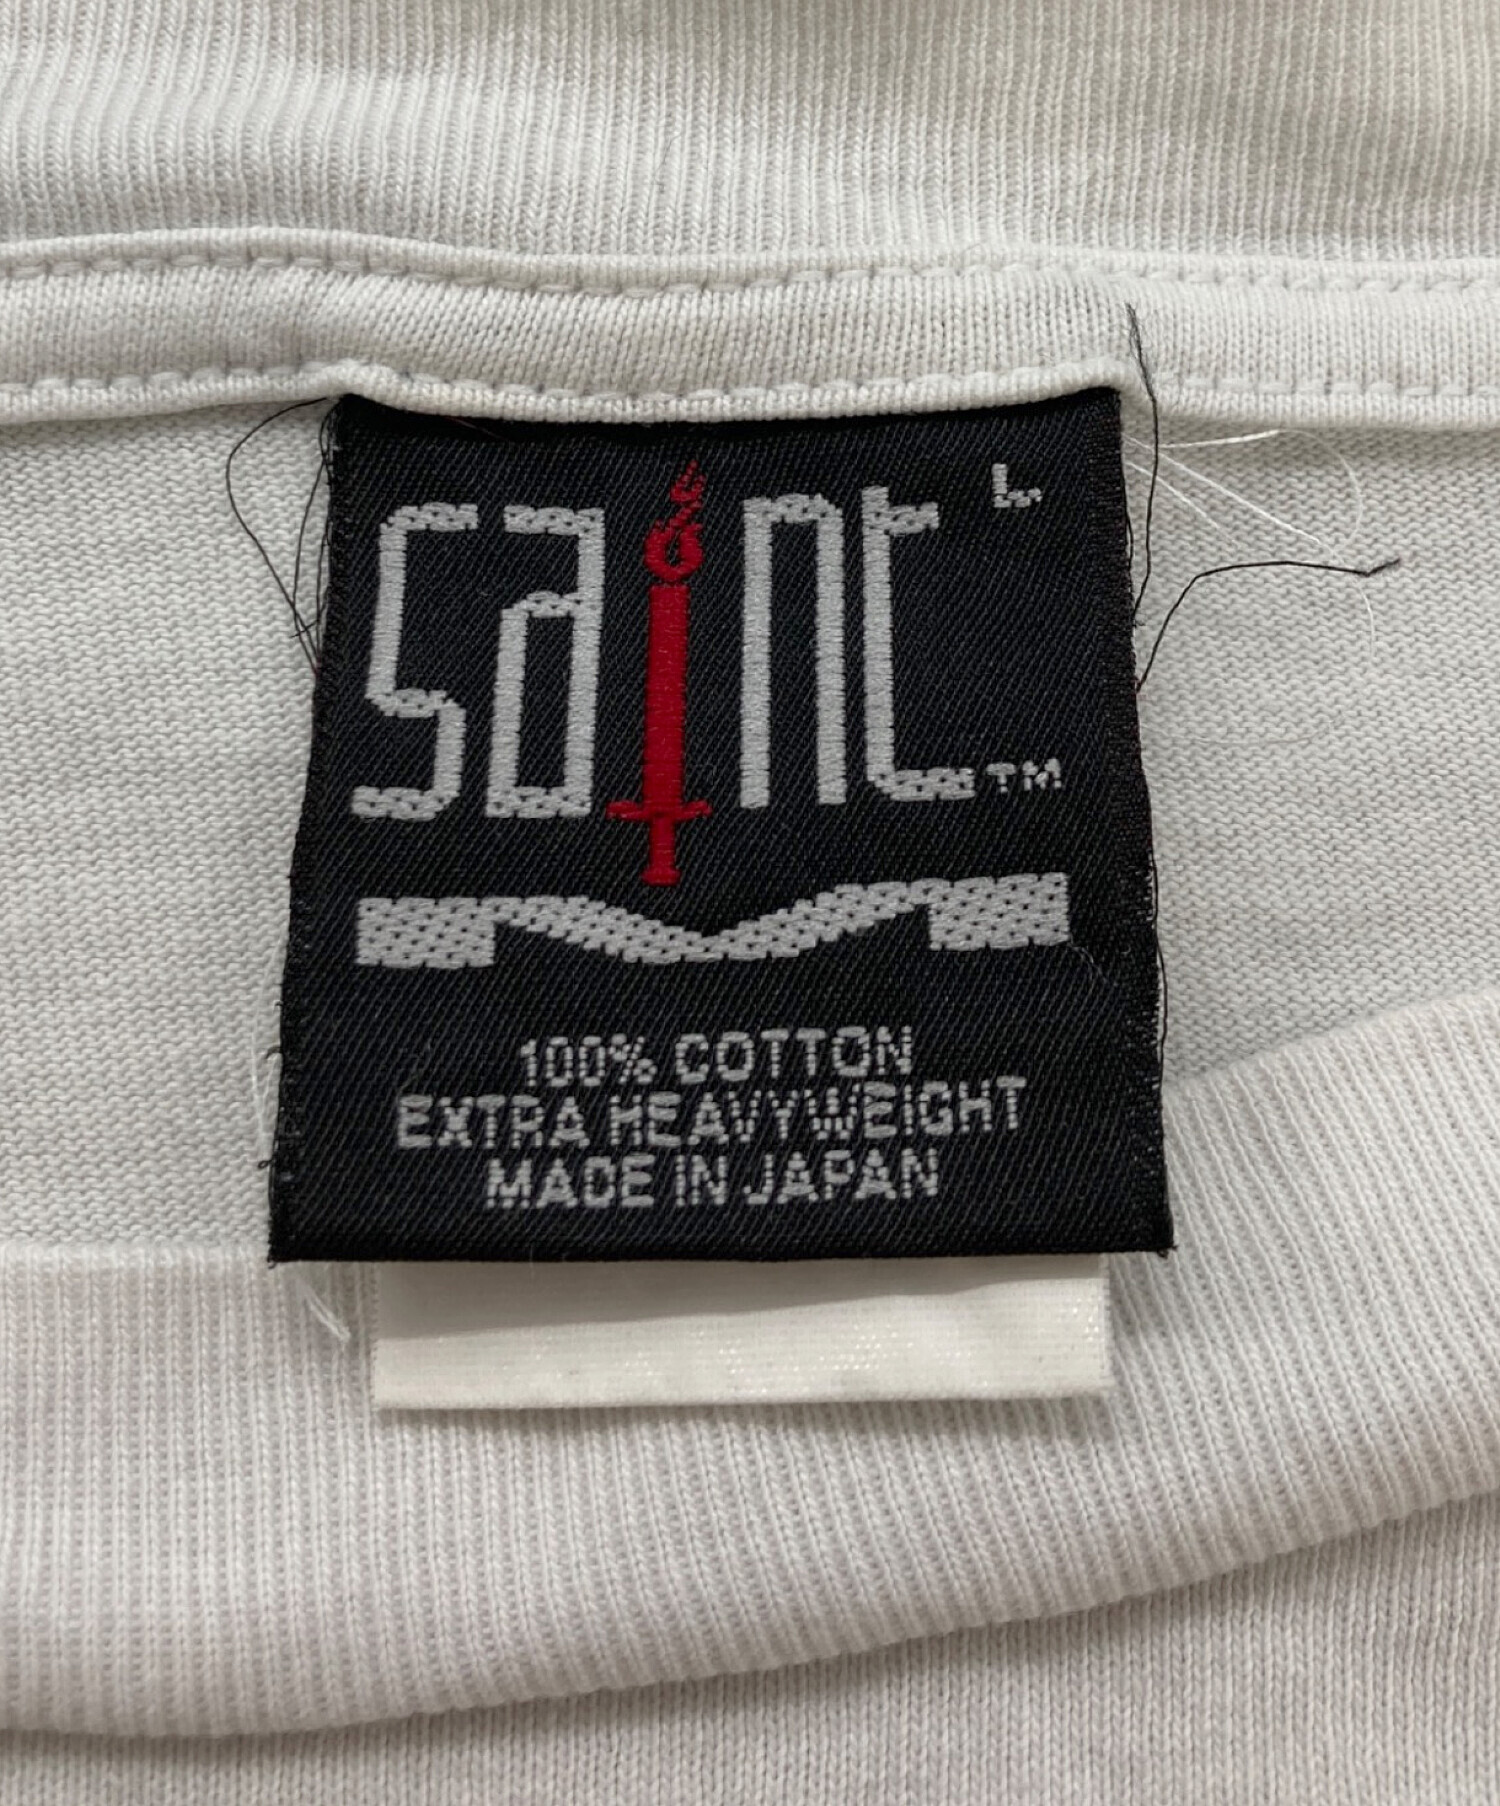 saint L
TM
100% COTTON
EXTRA HEAVYWEIGHT
MADE IN JAPAN